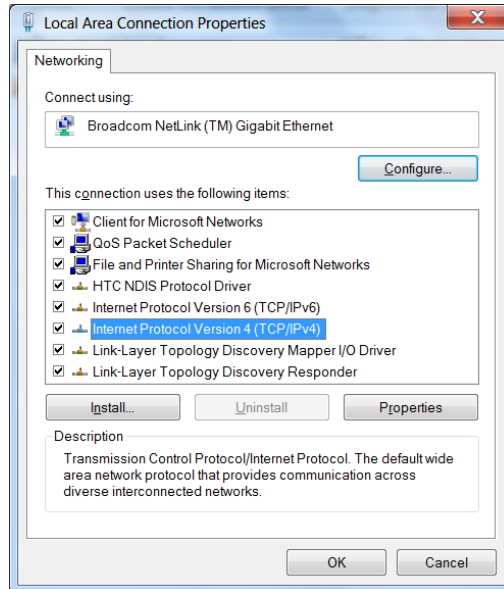 Local Area Connection Properties
Networking
Connect using:
Broadcom NetLink (TM) Gigabit Ethernet
Configure...
This connection uses the following items:
Client for Microsoft Networks
QoS Packet Scheduler
File and Printer Sharing for Microsoft Networks
HTC NDIS Protocol Driver
Internet Protocol Version 6 (TCP/IPv6)
Internet Protocol Version 4 (TCP/IPv4)
Link-Layer Topology Discovery Mapper I/O Driver
Link-Layer Topology Discovery Responder
Install... Uninstall Properties
Description
Transmission Control Protocol/Internet Protocol. The default wide
area network protocol that provides communication across
diverse interconnected networks.
OK Cancel